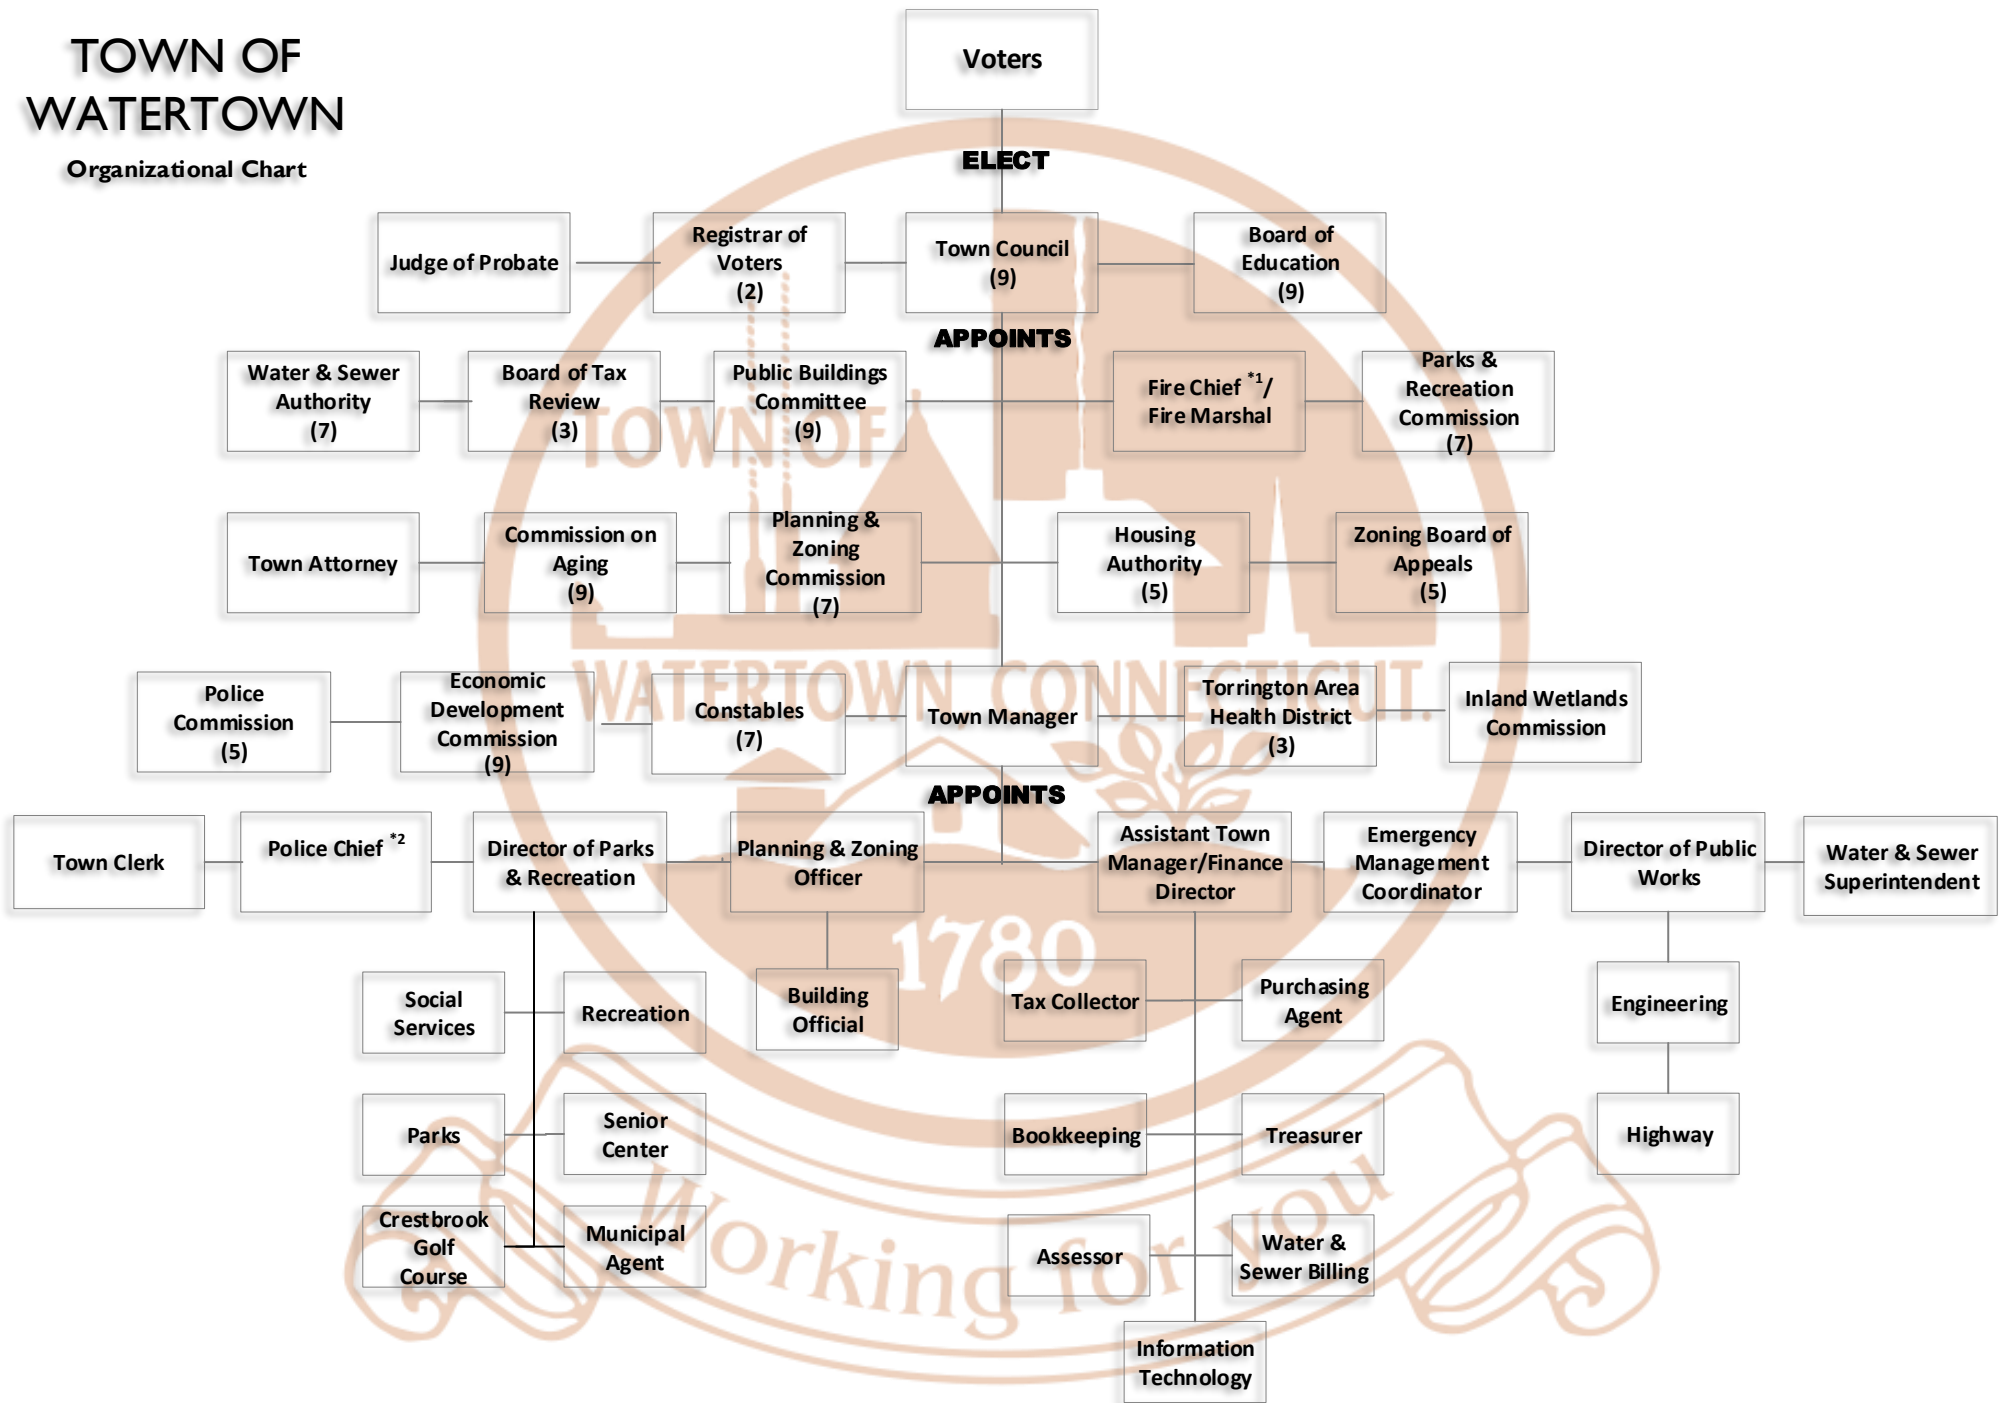 TOWN OF
WATERTOWN
Organizational Chart
Voters
ELECT
Judge of Probate
Registrar of
Voters
(2)
Town Council
(9)
Board of
Education
(9)
APPOINTS
Water & Sewer
Authority
(7)
Board of Tax
Review
(3)
Public Buildings
Committee
(9)
Fire Chief *1/
Fire Marshal
Parks &
Recreation
Commission
(7)
TOWN OF
Town Attorney
Commission on
Aging
(9)
Planning &
Zoning
Commission
(7)
Housing
Authority
(5)
Zoning Board of
Appeals
(5)
WATERTOWN, CONNECTICUT.
Police
Commission
(5)
Economic
Development
Commission
(9)
Constables
(7)
Town Manager
Torrington Area
Health District
(3)
Inland Wetlands
Commission
APPOINTS
Town Clerk
Police Chief *2
Director of Parks
& Recreation
Planning & Zoning
Officer
Assistant Town
Manager/Finance
Director
Emergency
Management
Coordinator
Director of Public
Works
Water & Sewer
Superintendent
1780
Social
Services
Recreation
Building
Official
Tax Collector
Purchasing
Agent
Engineering
Parks
Senior
Center
Bookkeeping
Treasurer
Highway
Crestbrook
Golf
Course
Municipal
Agent
Assessor
Water &
Sewer Billing
Working for you
Information
Technology